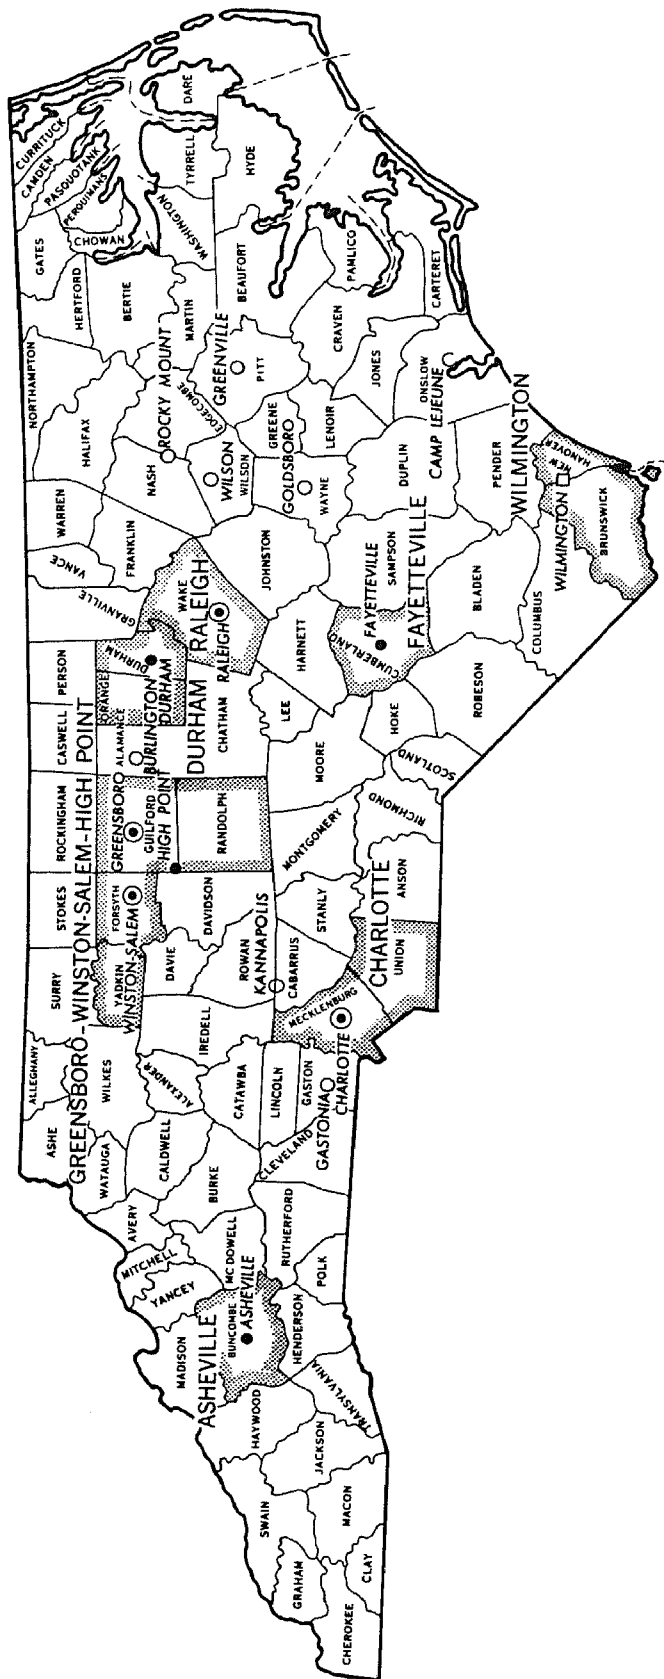 CHEROKEE
GRAHAM
CLAY
SWAIN
MACON
JACKSON
HAYWOOD
TRANSYLVANIA
MADISON
ASHEVILLE
BUNCOMBE
ASHEVILLE
HENDERSON
YANCEY
MITCHELL
AVERY
MC DOWELL
RUTHERFORD
POLK
ASHE
ALLEGHANY
WATAUGA
WILKES
CALDWELL
BURKE
ALEXANDER
CATAWBA
LINCOLN
CLEVELAND
GASTON
GASTONIA
CHARLOTTE
GREENSBORO-WINSTON-SALEM-HIGH POINT
SURRY
STOKES
ROCKINGHAM
CASWELL
PERSON
YADKIN
FORSYTH
WINSTON-SALEM
GREENSBORO
GUILFORD
HIGH POINT
DAVIE
IREDELL
DAVIDSON
ROWAN
KANNAPOLIS
CABARRUS
MECKLENBURG
CHARLOTTE
UNION
STANLY
ANSON
RANDOLPH
MONTGOMERY
RICHMOND
ALAMANCE
BURLINGTON
ORANGE
DURHAM
DURHAM
DURHAM
CHATHAM
LEE
MOORE
HOKE
SCOTLAND
ROBESON
GRANVILLE
VANCE
WARREN
FRANKLIN
WAKE
RALEIGH
RALEIGH
JOHNSTON
HARNETT
CUMBERLAND
FAYETTEVILLE
FAYETTEVILLE
SAMPSON
BLADEN
COLUMBUS
NORTHAMPTON
HALIFAX
NASH
ROCKY MOUNT
EDGECOMBE
WILSON
WILSON
GREENE
GOLDSBORO
WAYNE
LENOIR
DUPLIN
PENDER
WILMINGTON
WILMINGTON
NEW HANOVER
BRUNSWICK
GATES
HERTFORD
BERTIE
MARTIN
GREENVILLE
PITT
CRAVEN
JONES
ONSLOW
CAMP LEJEUNE
CURRITUCK
CAMDEN
PASQUOTANK
PERQUIMANS
CHOWAN
WASHINGTON
TYRRELL
DARE
HYDE
BEAUFORT
PAMLICO
CARTERET